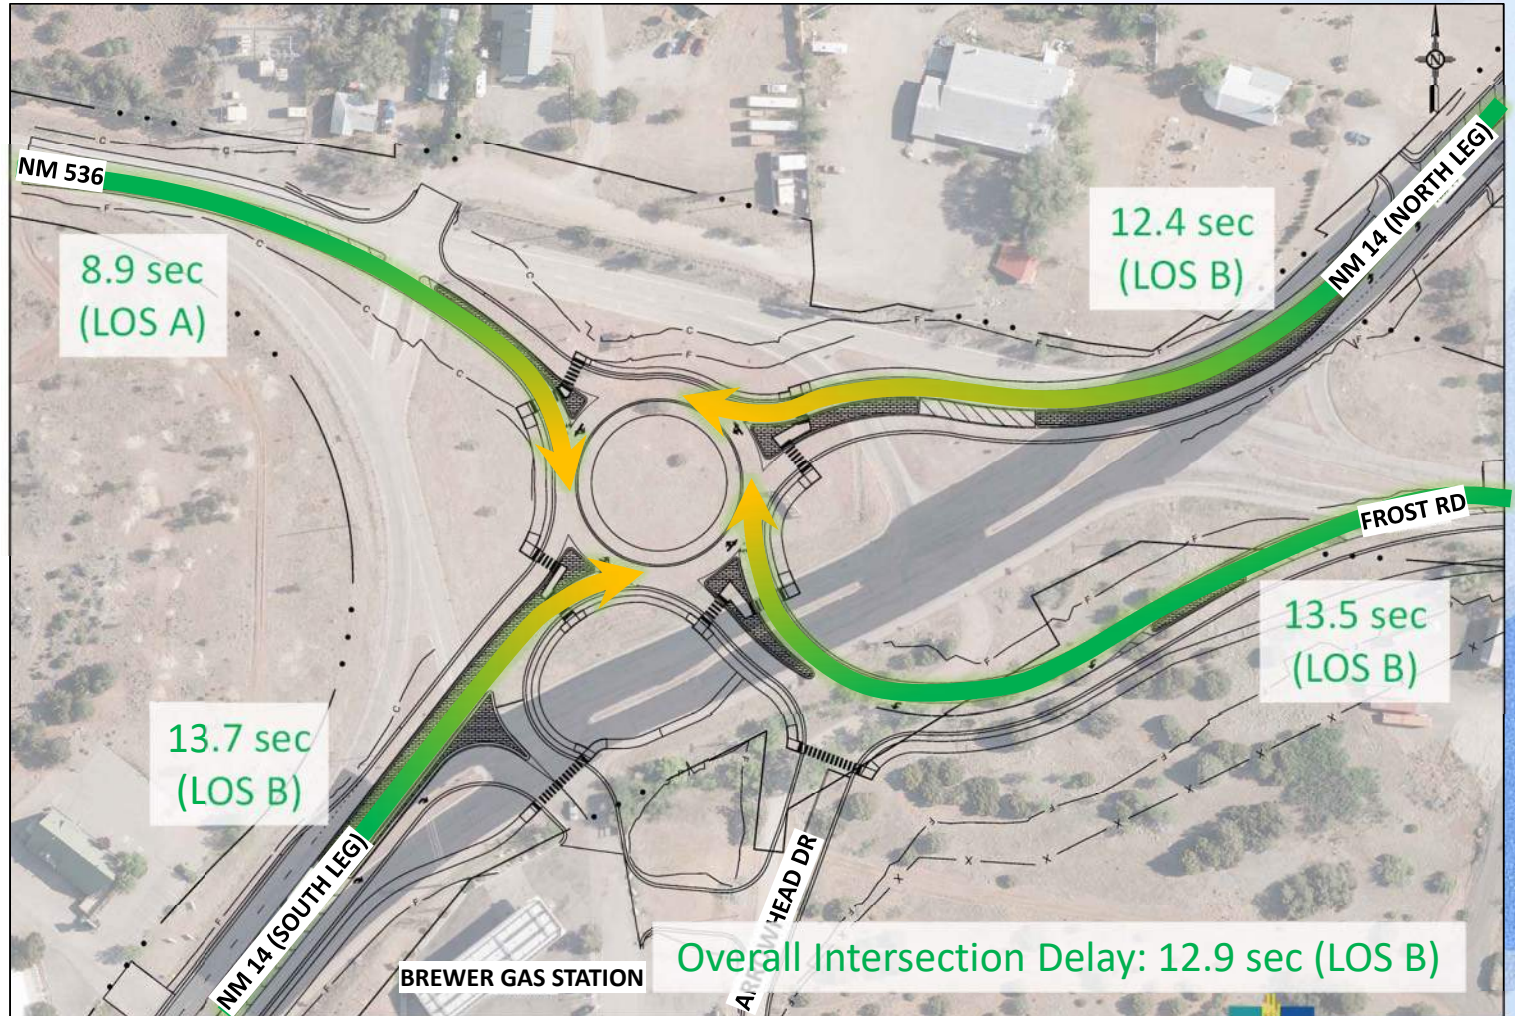 NM 536
8.9 sec
(LOS A)
12.4 sec
(LOS B)
N
NM 14 (NORTH LEG)
FROST RD
13.5 sec
(LOS B)
13.7 sec
(LOS B)
NM 14 (SOUTH LEG)
BREWER GAS STATION
ARROWHEAD DR
Overall Intersection Delay: 12.9 sec (LOS B)